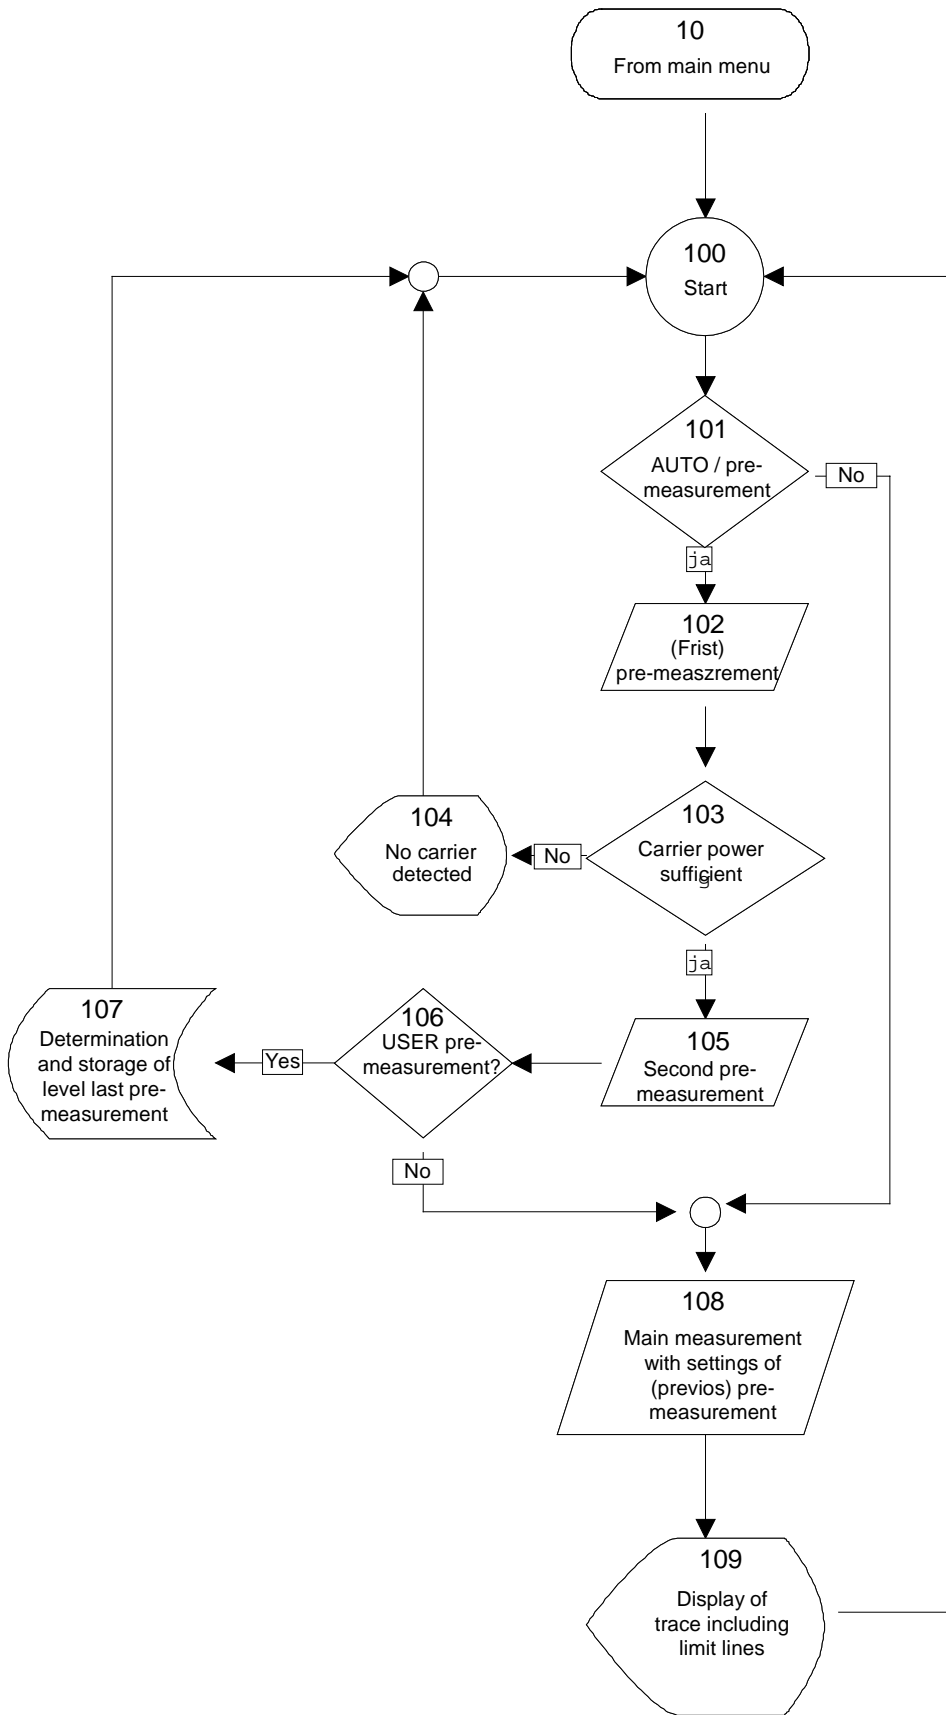 10
From main menu
100
Start
101
AUTO / pre-
measurement
No
ja
102
(Frist)
pre-measzrement
103
Carrier power
sufficient
g
No
104
No carrier
detected
ja
105
Second pre-
measurement
106
USER pre-
measurement?
Yes
107
Determination
and storage of
level last pre-
measurement
No
108
Main measurement
with settings of
(previos) pre-
measurement
109
Display of
trace including
limit lines